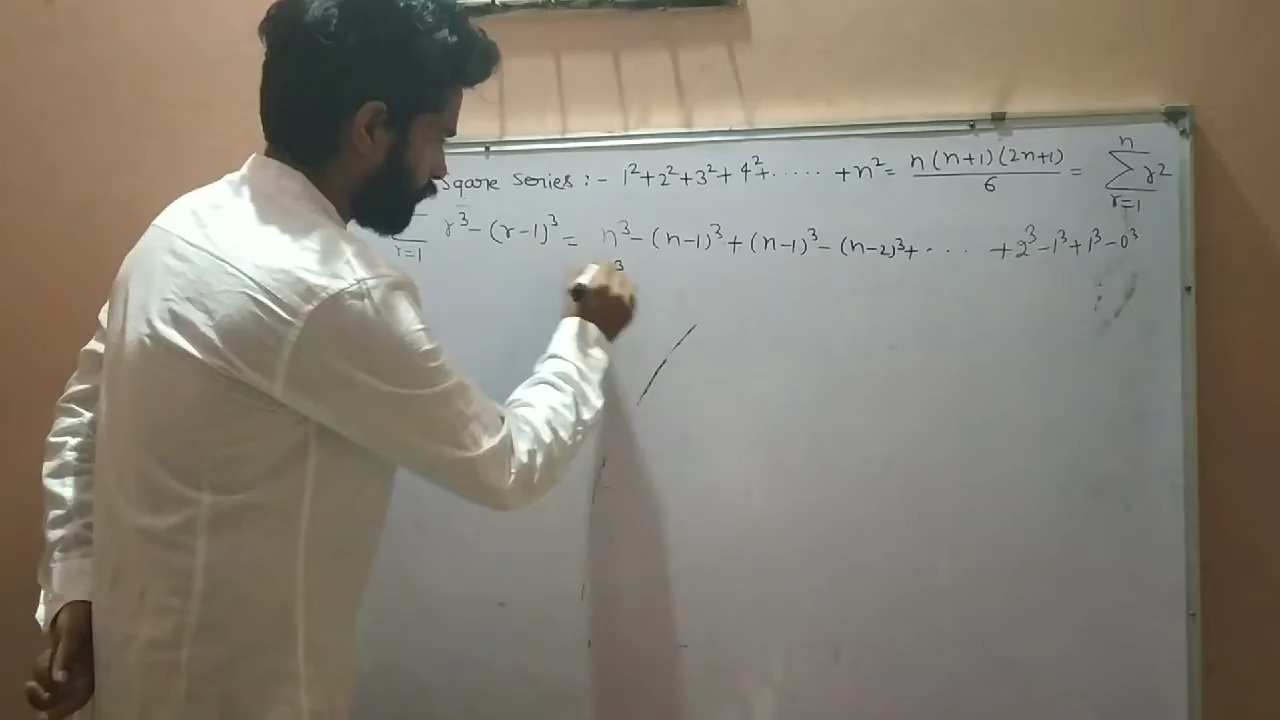 Sqare Series :- 1²+2²+3²+4²+.....+n²= n(n+1)(2n+1)/6 = n∑r=1 r²
∑r=1 r³-(r-1)³= n³-(n-1)³+(n-1)³-(n-2)³+.... +2³-1³+1³-0³
3